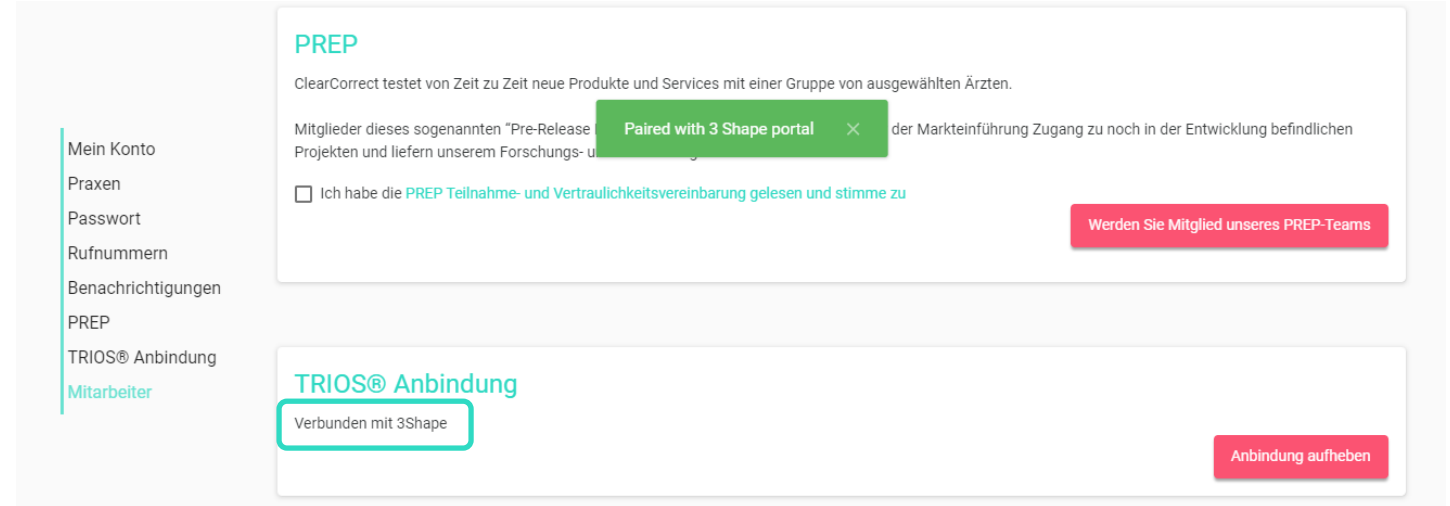 PREP
ClearCorrect testet von Zeit zu Zeit neue Produkte und Services mit einer Gruppe von ausgewählten Ärzten.
Mitglieder dieses sogenannten “Pre-Release
Paired with 3 Shape portal
der Markteinführung Zugang zu noch in der Entwicklung befindlichen
Projekten und liefern unserem Forschungs- u
Ich habe die PREP Teilnahme- und Vertraulichkeitsvereinbarung gelesen und stimme zu
Werden Sie Mitglied unseres PREP-Teams
Mein Konto
Praxen
Passwort
Rufnummern
Benachrichtigungen
PREP
TRIOS® Anbindung
Mitarbeiter
TRIOS® Anbindung
Verbunden mit 3Shape
Anbindung aufheben